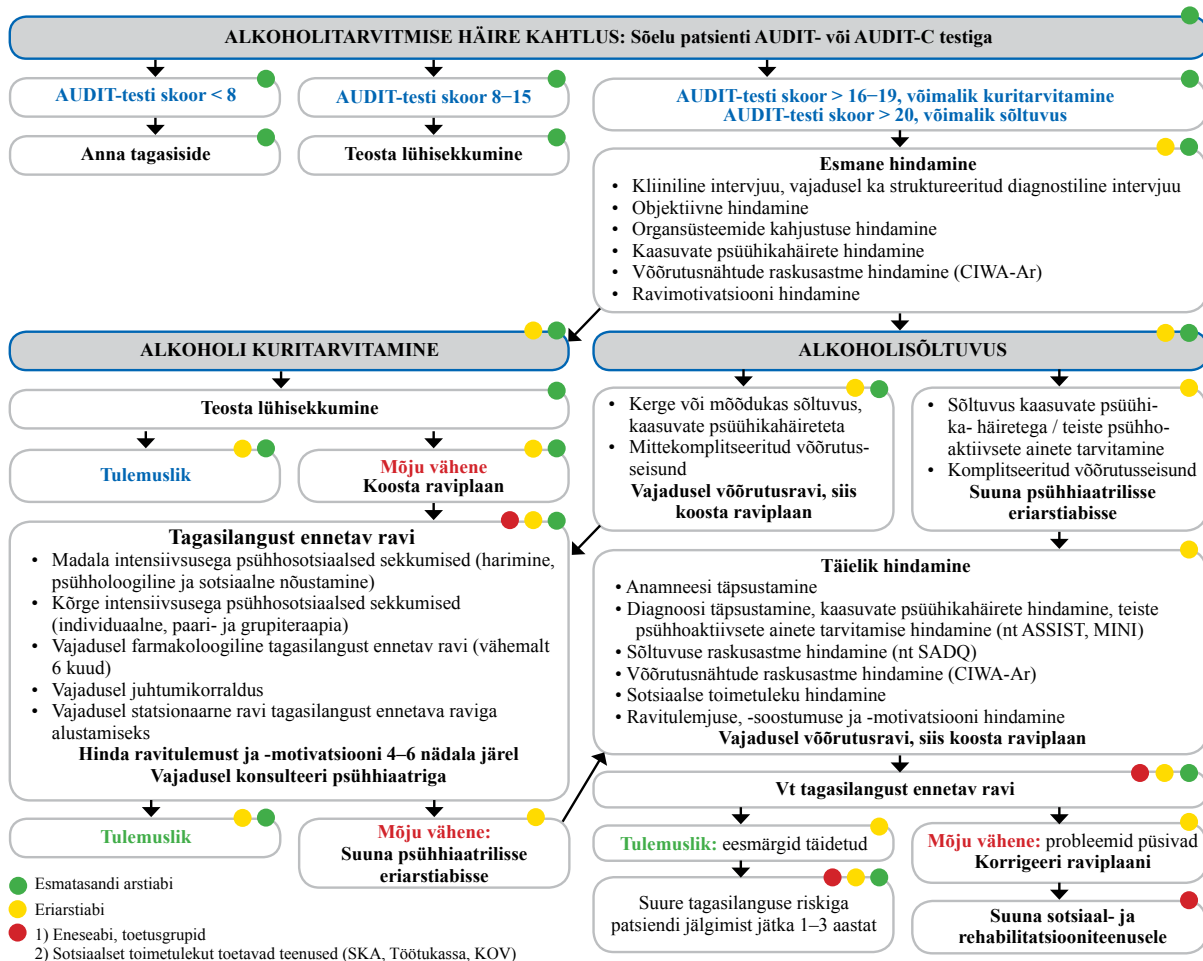 ALKOHOLITARVITMISE HÄIRE KAHTLUS: Sõelu patsienti AUDIT- või AUDIT-C testiga
AUDIT-testi skoor < 8
AUDIT-testi skoor 8–15
AUDIT-testi skoor > 16–19, võimalik kuritarvitamine
AUDIT-testi skoor > 20, võimalik sõltuvus
Anna tagasiside
Teosta lühisekkumine
Esmane hindamine
• Kliiniline intervjuu, vajadusel ka struktureeritud diagnostiline intervjuu
• Objektiivne hindamine
• Organsüsteemide kahjustuse hindamine
• Kaasuvate psüühikahäirete hindamine
• Võõrutusnähtude raskusastme hindamine (CIWA-Ar)
• Ravimotivatsiooni hindamine
ALKOHOLI KURITARVITAMINE
ALKOHOLISÕLTUVUS
Teosta lühisekkumine
Tulemuslik
Mõju vähene
Koosta raviplaan
• Kerge või mõõdukas sõltuvus,
kaasuvate psüühikahäireteta
• Mittekomplitseeritud võõrutus-
seisund
Vajadusel võõrutusravi, siis
koosta raviplaan
• Sõltuvus kaasuvate psüühi-
ka- häiretega / teiste psühho-
aktiivsete ainete tarvitamine
• Komplitseeritud võõrutusseisund
Suuna psühhiaatrilisse
eriarstiabisse
Tagasilangust ennetav ravi
• Madala intensiivsusega psühhosotsiaalsed sekkumised (harimine,
psühholoogiline ja sotsiaalne nõustamine)
• Kõrge intensiivsusega psühhosotsiaalsed sekkumised
(individuaalne, paari- ja grupiteraapia)
• Vajadusel farmakoloogiline tagasilangust ennetav ravi (vähemalt
6 kuud)
• Vajadusel juhtumikorraldus
• Vajadusel statsionaarne ravi tagasilangust ennetava raviga
alustamiseks
Hinda ravitulemust ja -motivatsiooni 4–6 nädala järel
Vajadusel konsulteeri psühhiaatriga
Täielik hindamine
• Anamneesi täpsustamine
• Diagnoosi täpsustamine, kaasuvate psüühikahäirete hindamine, teiste
psühhoaktiivsete ainete tarvitamise hindamine (nt ASSIST, MINI)
• Sõltuvuse raskusastme hindamine (nt SADQ)
• Võõrutusnähtude raskusastme hindamine (CIWA-Ar)
• Sotsiaalse toimetuleku hindamine
• Ravitulemjuse, -soostumuse ja -motivatsiooni hindamine
Vajadusel võõrutusravi, siis koosta raviplaan
Vt tagasilangust ennetav ravi
Tulemuslik
Mõju vähene:
Suuna psühhiaatrilisse
eriarstiabisse
Tulemuslik: eesmärgid täidetud
Mõju vähene: probleemid püsivad
Korrigeeri raviplaani
Suure tagasilanguse riskiga
patsiendi jälgimist jätka 1–3 aastat
Suuna sotsiaal- ja
rehabilitatsiooniteenusele
Esmatasandi arstiabi
Eriarstiabi
1) Eneseabi, toetusgrupid
2) Sotsiaalset toimetulekut toetavad teenused (SKA, Töötukassa, KOV)